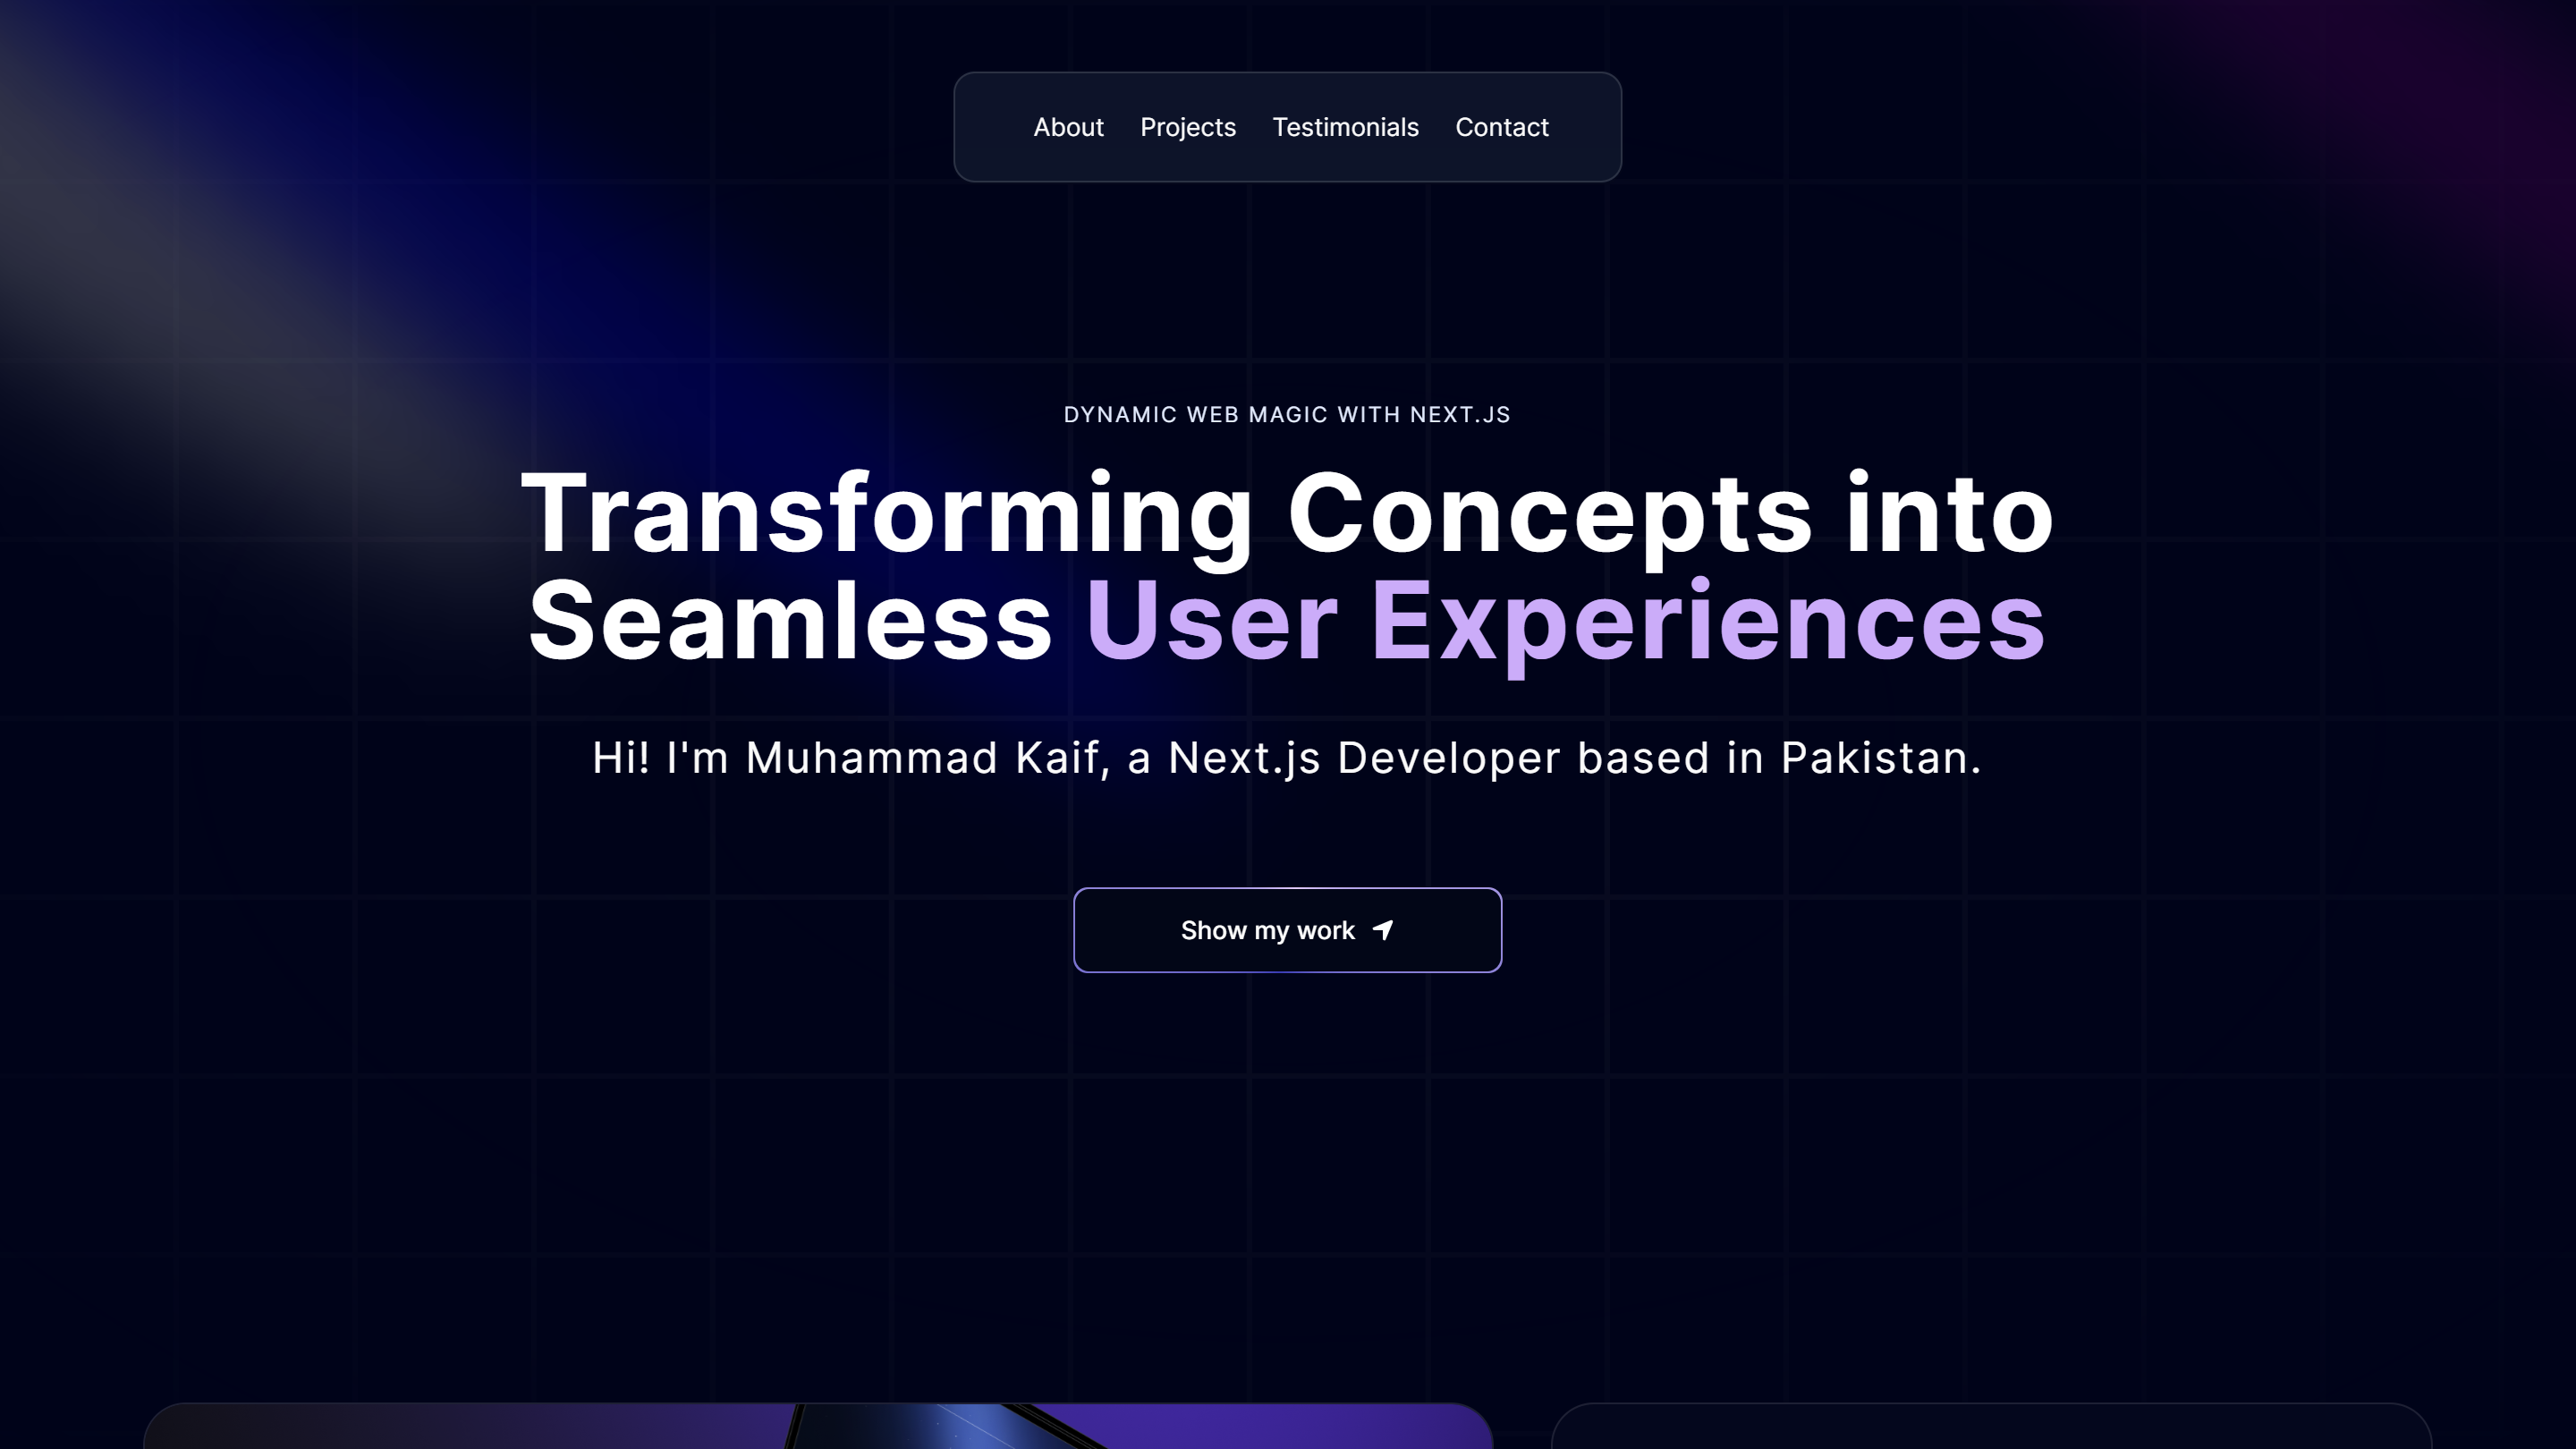 About Projects Testimonials Contact
DYNAMIC WEB MAGIC WITH NEXT.JS
Transforming Concepts into
Seamless User Experiences
Hi! I'm Muhammad Kaif, a Next.js Developer based in Pakistan.
Show my work